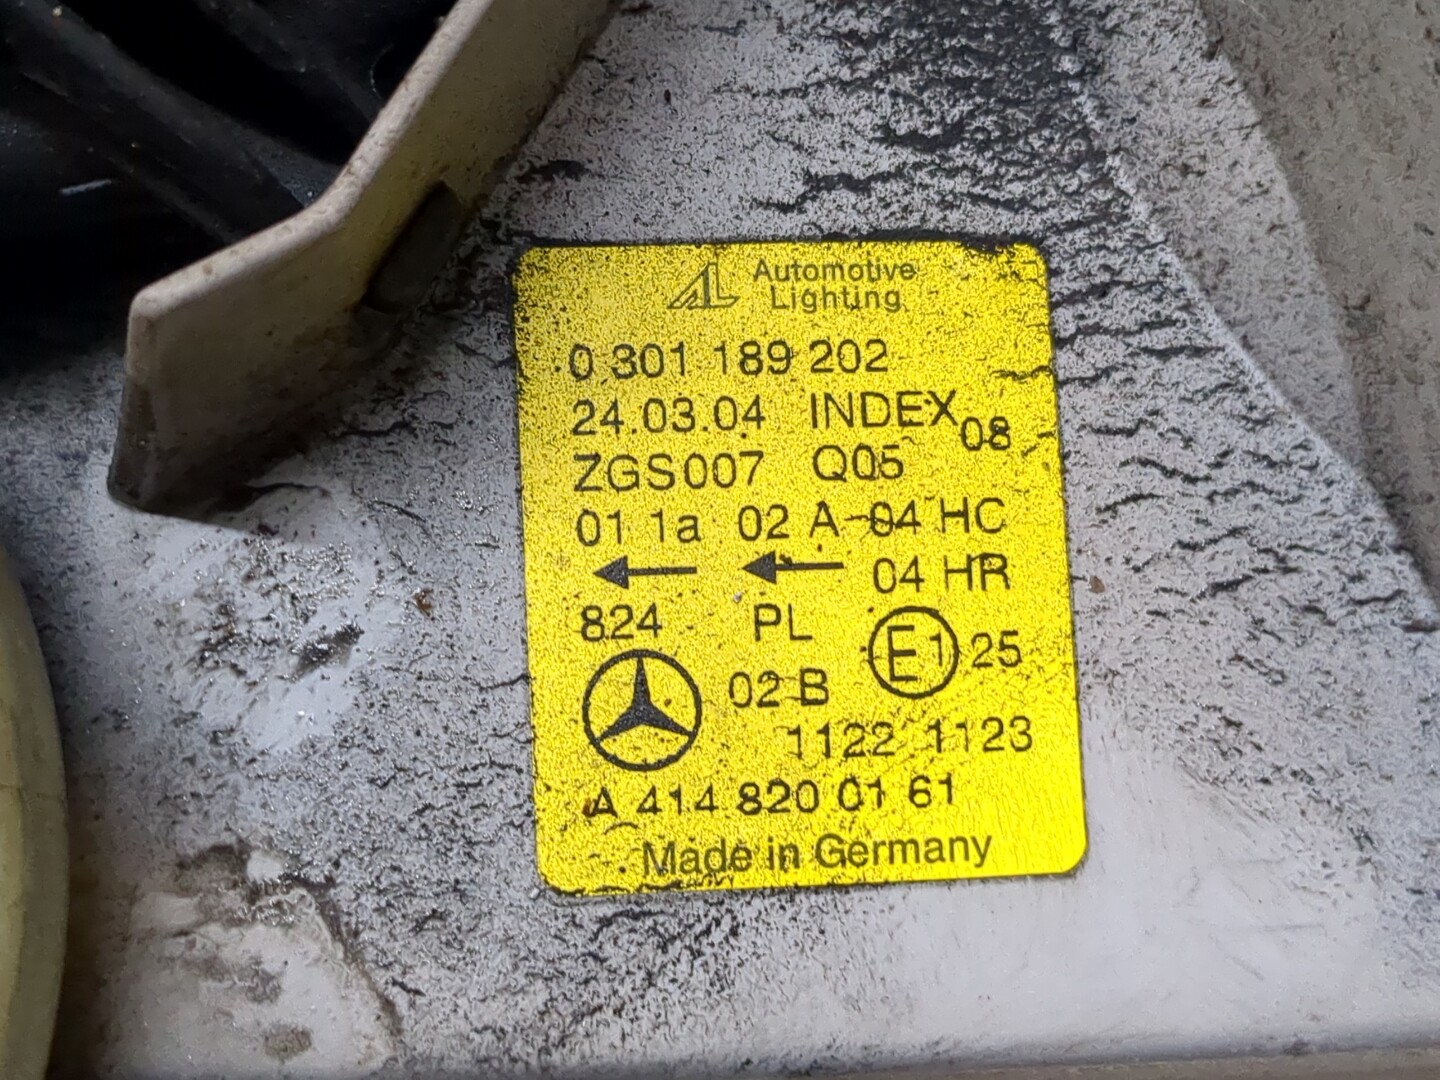 AL Automotive
Lighting
0 301 189 202
24.03.04 INDEX 08
ZGS007 Q05
01 1a 02 A 04 HC
← ← 04 HR
824 PL
E1 25
02 B
1122 1123
A 414 820 01 61
Made in Germany